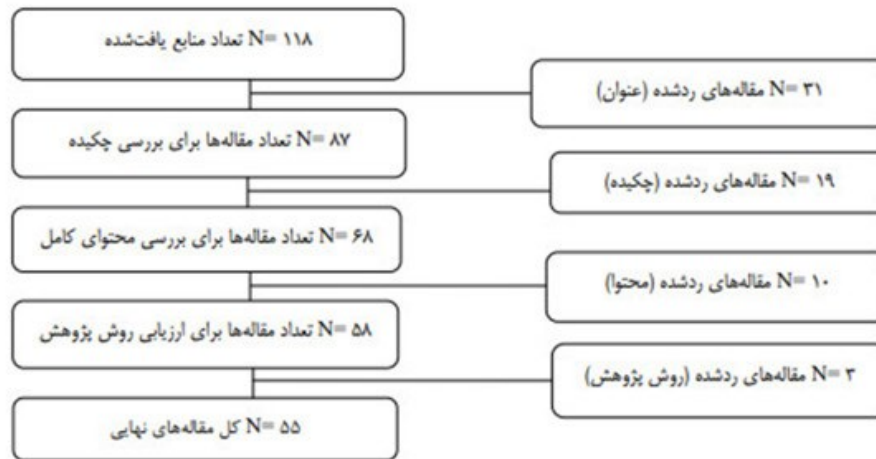 تعداد منابع یافت‌شده N= ۱۱۸
مقاله‌های ردشده (عنوان) N= ۳۱
تعداد مقاله‌ها برای بررسی چکیده N= ۸۷
مقاله‌های ردشده (چکیده) N= ۱۹
تعداد مقاله‌ها برای بررسی محتوای کامل N= ۶۸
مقاله‌های ردشده (محتوا) N= ۱۰
تعداد مقاله‌ها برای ارزیابی روش پژوهش N= ۵۸
مقاله‌های ردشده (روش پژوهش) N= ۳
کل مقاله‌های نهایی N= ۵۵